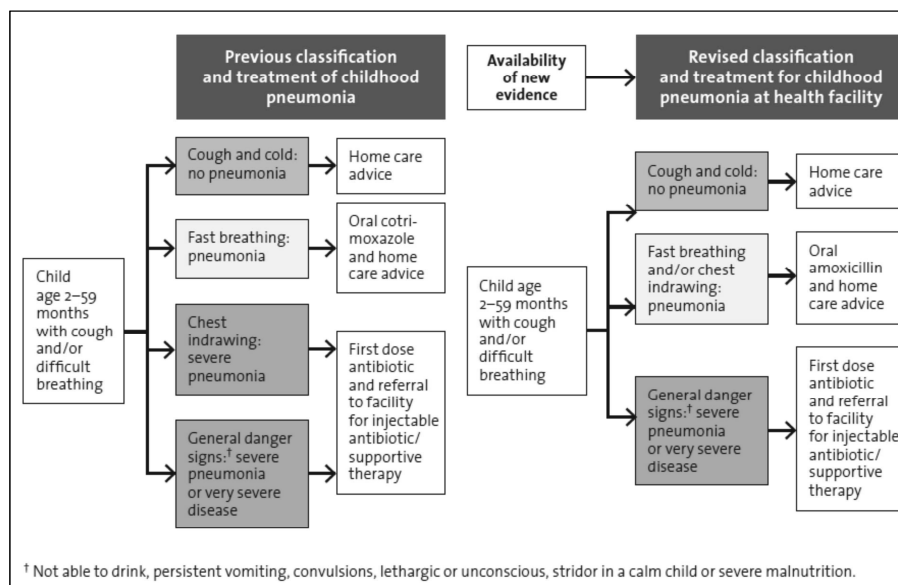 Previous classification
and treatment of childhood
pneumonia
Cough and cold:
no pneumonia
Home care
advice
Fast breathing:
pneumonia
Oral cotri-
moxazole
and home
care advice
Child
age 2–59
months
with cough
and/or
difficult
breathing
Chest
indrawing:
severe
pneumonia
First dose
antibiotic
and referral
to facility
for injectable
antibiotic/
supportive
therapy
General danger
signs:† severe
pneumonia
or very severe
disease
Availability
of new
evidence
Revised classification
and treatment for childhood
pneumonia at health facility
Cough and cold:
no pneumonia
Home care
advice
Child age
2–59 months
with cough
and/or
difficult
breathing
Fast breathing
and/or chest
indrawing:
pneumonia
Oral
amoxicillin
and home
care advice
General danger
signs:† severe
pneumonia
or very severe
disease
First dose
antibiotic
and referral
to facility
for injectable
antibiotic/
supportive
therapy
† Not able to drink, persistent vomiting, convulsions, lethargic or unconscious, stridor in a calm child or severe malnutrition.